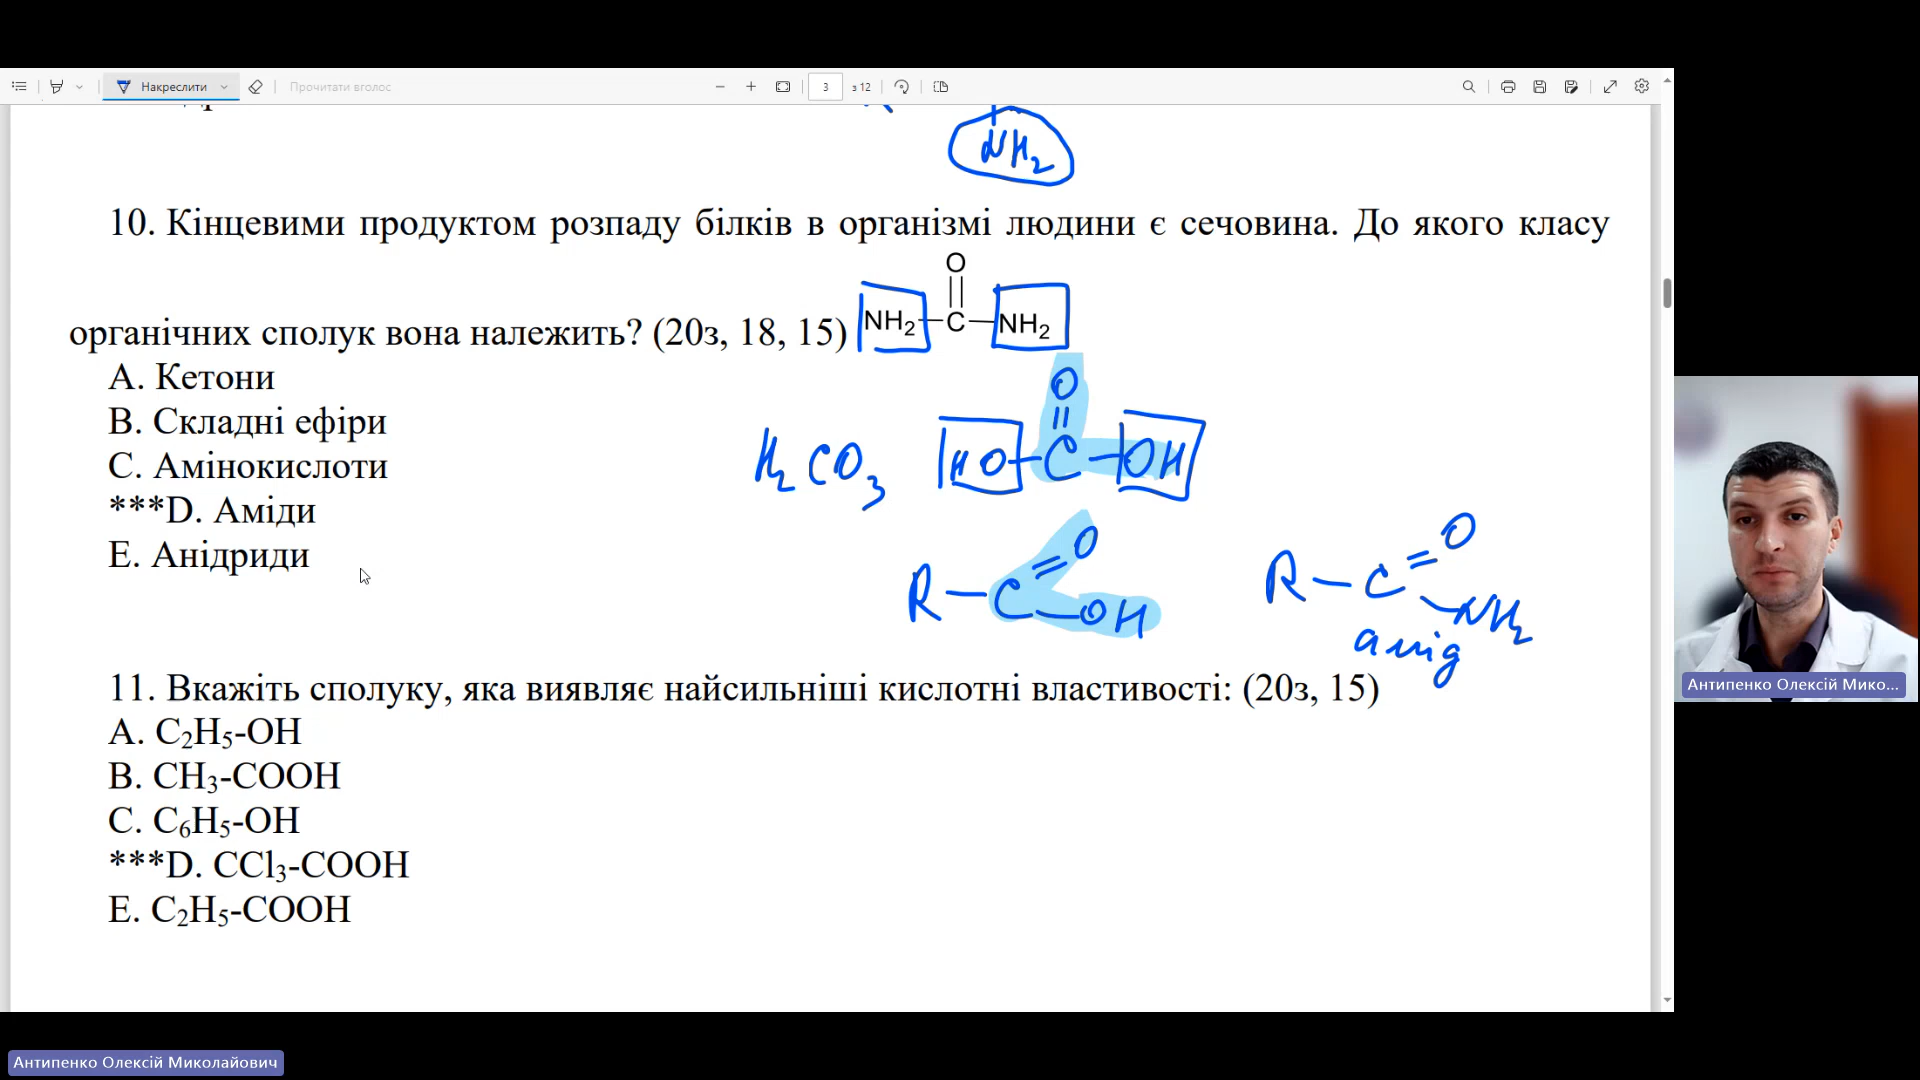 Накреслити
Прочитати вголос
3
з 12
NH₂
10. Кінцевими продуктом розпаду білків в організмі людини є сечовина. До якого класу
O
органічних сполук вона належить? (20з, 18, 15) NH₂–C–NH₂
A. Кетони
B. Складні ефіри
C. Амінокислоти
***D. Аміди
E. Анідриди
O
H₂CO₃ HO–C–OH
R–C=O
OH
R–C=O
NH₂
амід
11. Вкажіть сполуку, яка виявляє найсильніші кислотні властивості: (20з, 15)
A. C₂H₅-OH
B. CH₃-COOH
C. C₆H₅-OH
***D. CCl₃-COOH
E. C₂H₅-COOH
Антипенко Олексій Мико...
Антипенко Олексій Миколайович